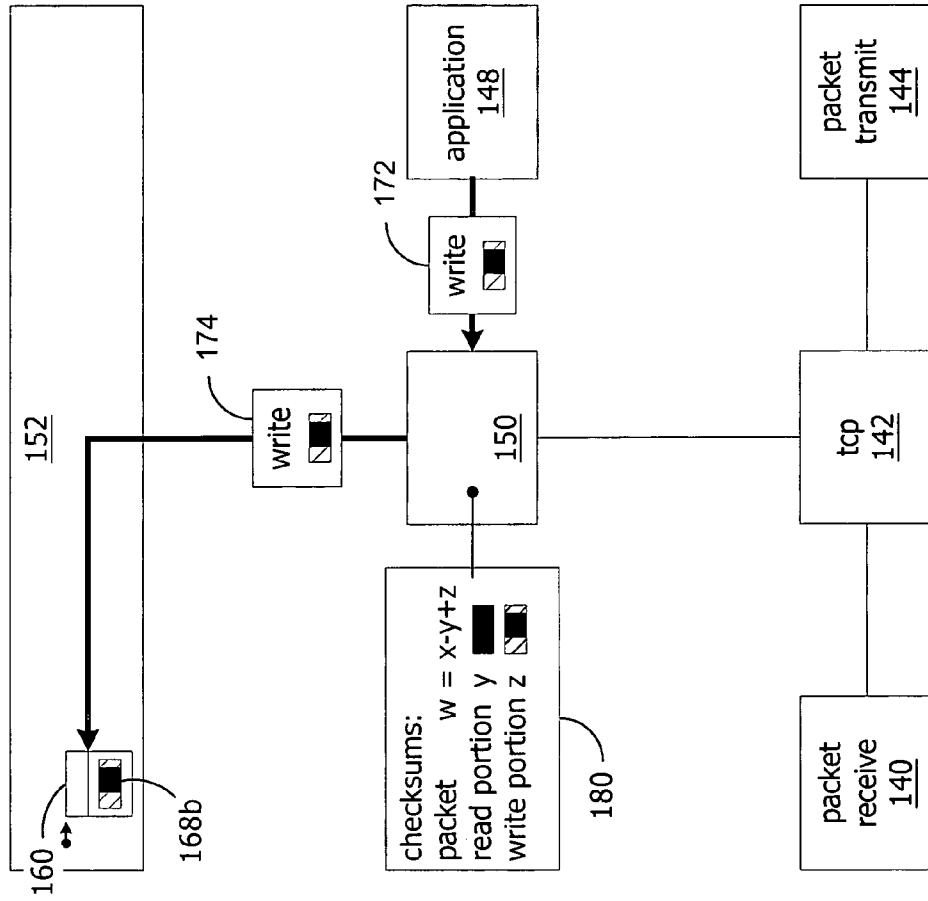 152
160
168b
174
write
172
write
application
148
checksums:
packet w = x-y+z
read portion y
write portion z
150
180
packet
receive
140
tcp
142
packet
transmit
144